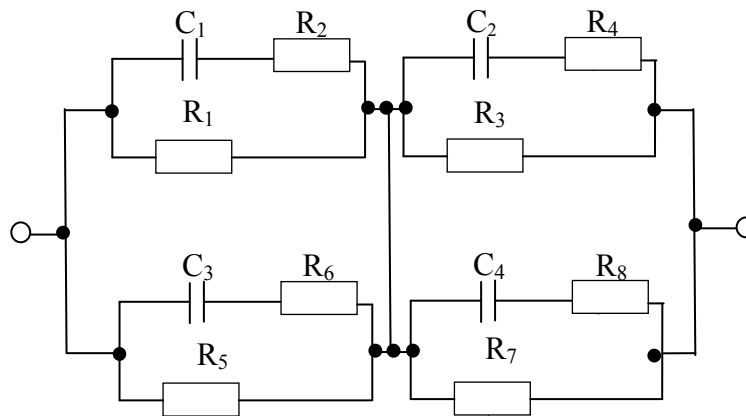 C₁ R₂ C₂ R₄
R₁ R₃
C₃ R₆ C₄ R₈
R₅ R₇